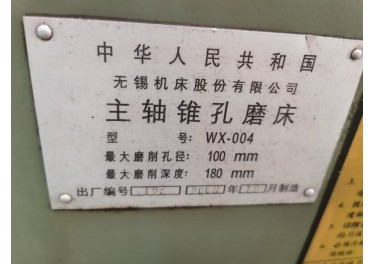 中华人民共和国
无锡机床股份有限公司
主轴锥孔磨床
型 号: WX-004
最大磨削孔径: 100 mm
最大磨削深度: 180 mm
出厂编号 年 月制造